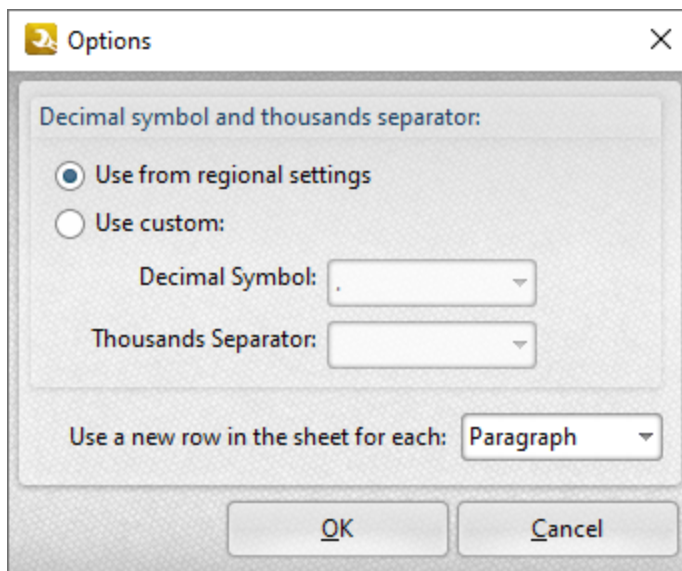 Options
Decimal symbol and thousands separator:
Use from regional settings
Use custom:
Decimal Symbol: .
Thousands Separator:
Use a new row in the sheet for each: Paragraph
OK Cancel